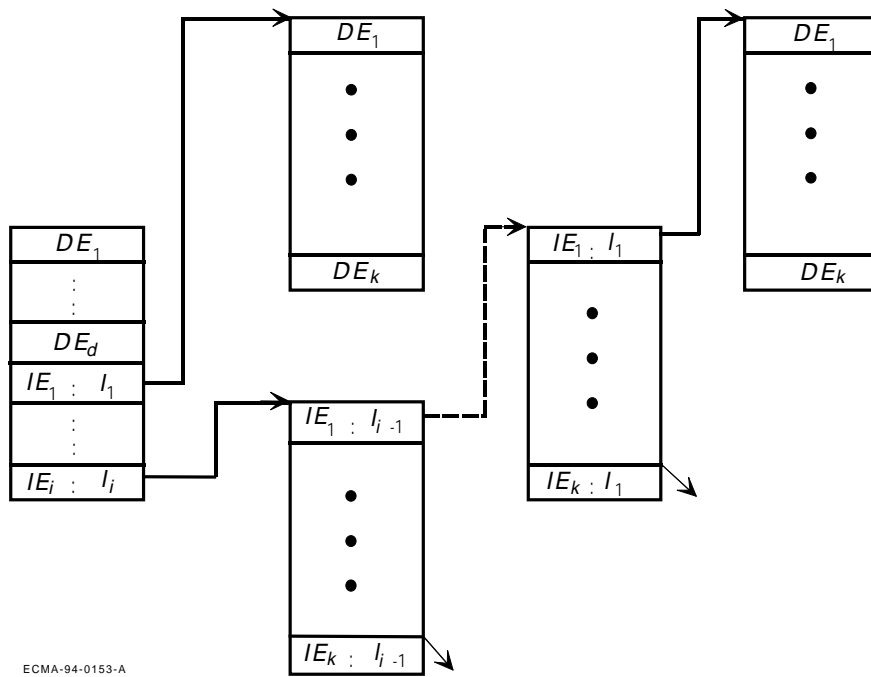 DE1
DEk
DE1
DEk
DE1
:
:
DEd
IE1 : I1
:
:
IEi : Ii
IE1 : Ii-1
IEk : Ii-1
IE1 : I1
IEk : I1
ECMA-94-0153-A